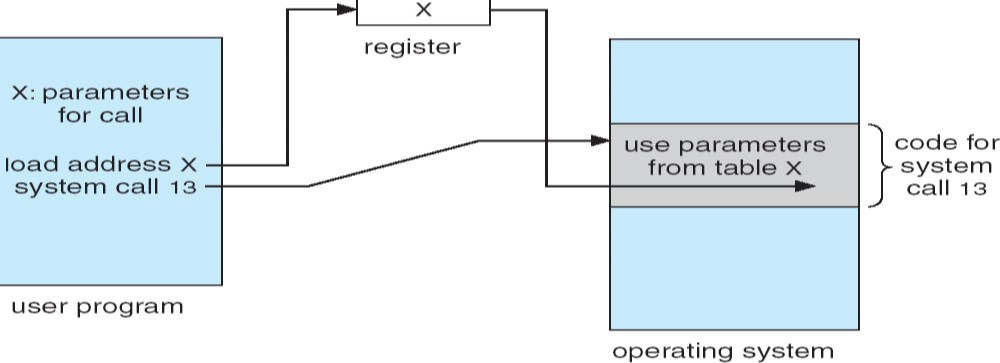 X
register
X: parameters
for call
load address X
system call 13
user program
use parameters
from table X
code for
system
call 13
operating system